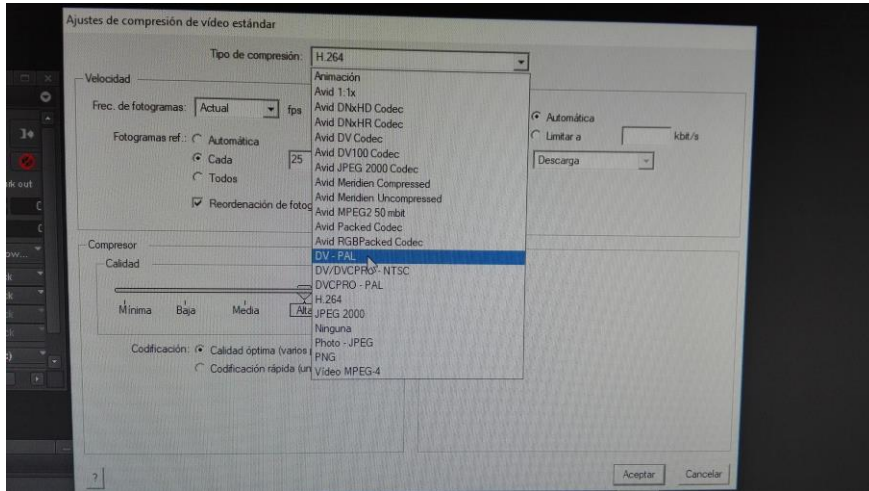 Ajustes de compresión de vídeo estándar
Tipo de compresión: H.264
Velocidad
Frec. de fotogramas: Actual fps
Fotogramas ref.: Automática
Cada 25
Todos
Reordenación de fotog
Animación
Avid 1:1x
Avid DNxHD Codec
Avid DNxHR Codec
Avid DV Codec
Avid DV100 Codec
Avid JPEG 2000 Codec
Avid Meridien Compressed
Avid Meridien Uncompressed
Avid MPEG2 50 mbit
Avid Packed Codec
Avid RGBPacked Codec
DV - PAL
DV/DVCPRO - NTSC
DVCPRO - PAL
H.264
JPEG 2000
Ninguna
Photo - JPEG
PNG
Vídeo MPEG-4
Automática
Limitar a kbit/s
Descarga
Compresor
Calidad
Mínima Baja Media Alta
Codificación: Calidad óptima (varios
Codificación rápida (un
?
Aceptar Cancelar